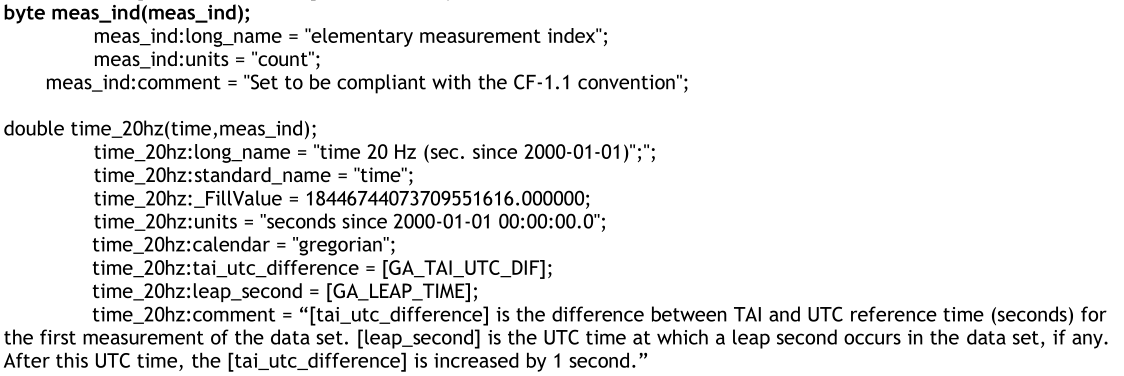 byte meas_ind(meas_ind);
meas_ind:long_name = "elementary measurement index";
meas_ind:units = "count";
meas_ind:comment = "Set to be compliant with the CF-1.1 convention";
double time_20hz(time,meas_ind);
time_20hz:long_name = "time 20 Hz (sec. since 2000-01-01)";";
time_20hz:standard_name = "time";
time_20hz:_FillValue = 18446744073709551616.000000;
time_20hz:units = "seconds since 2000-01-01 00:00:00.0";
time_20hz:calendar = "gregorian";
time_20hz:tai_utc_difference = [GA_TAI_UTC_DIF];
time_20hz:leap_second = [GA_LEAP_TIME];
time_20hz:comment = “[tai_utc_difference] is the difference between TAI and UTC reference time (seconds) for
the first measurement of the data set. [leap_second] is the UTC time at which a leap second occurs in the data set, if any.
After this UTC time, the [tai_utc_difference] is increased by 1 second.”